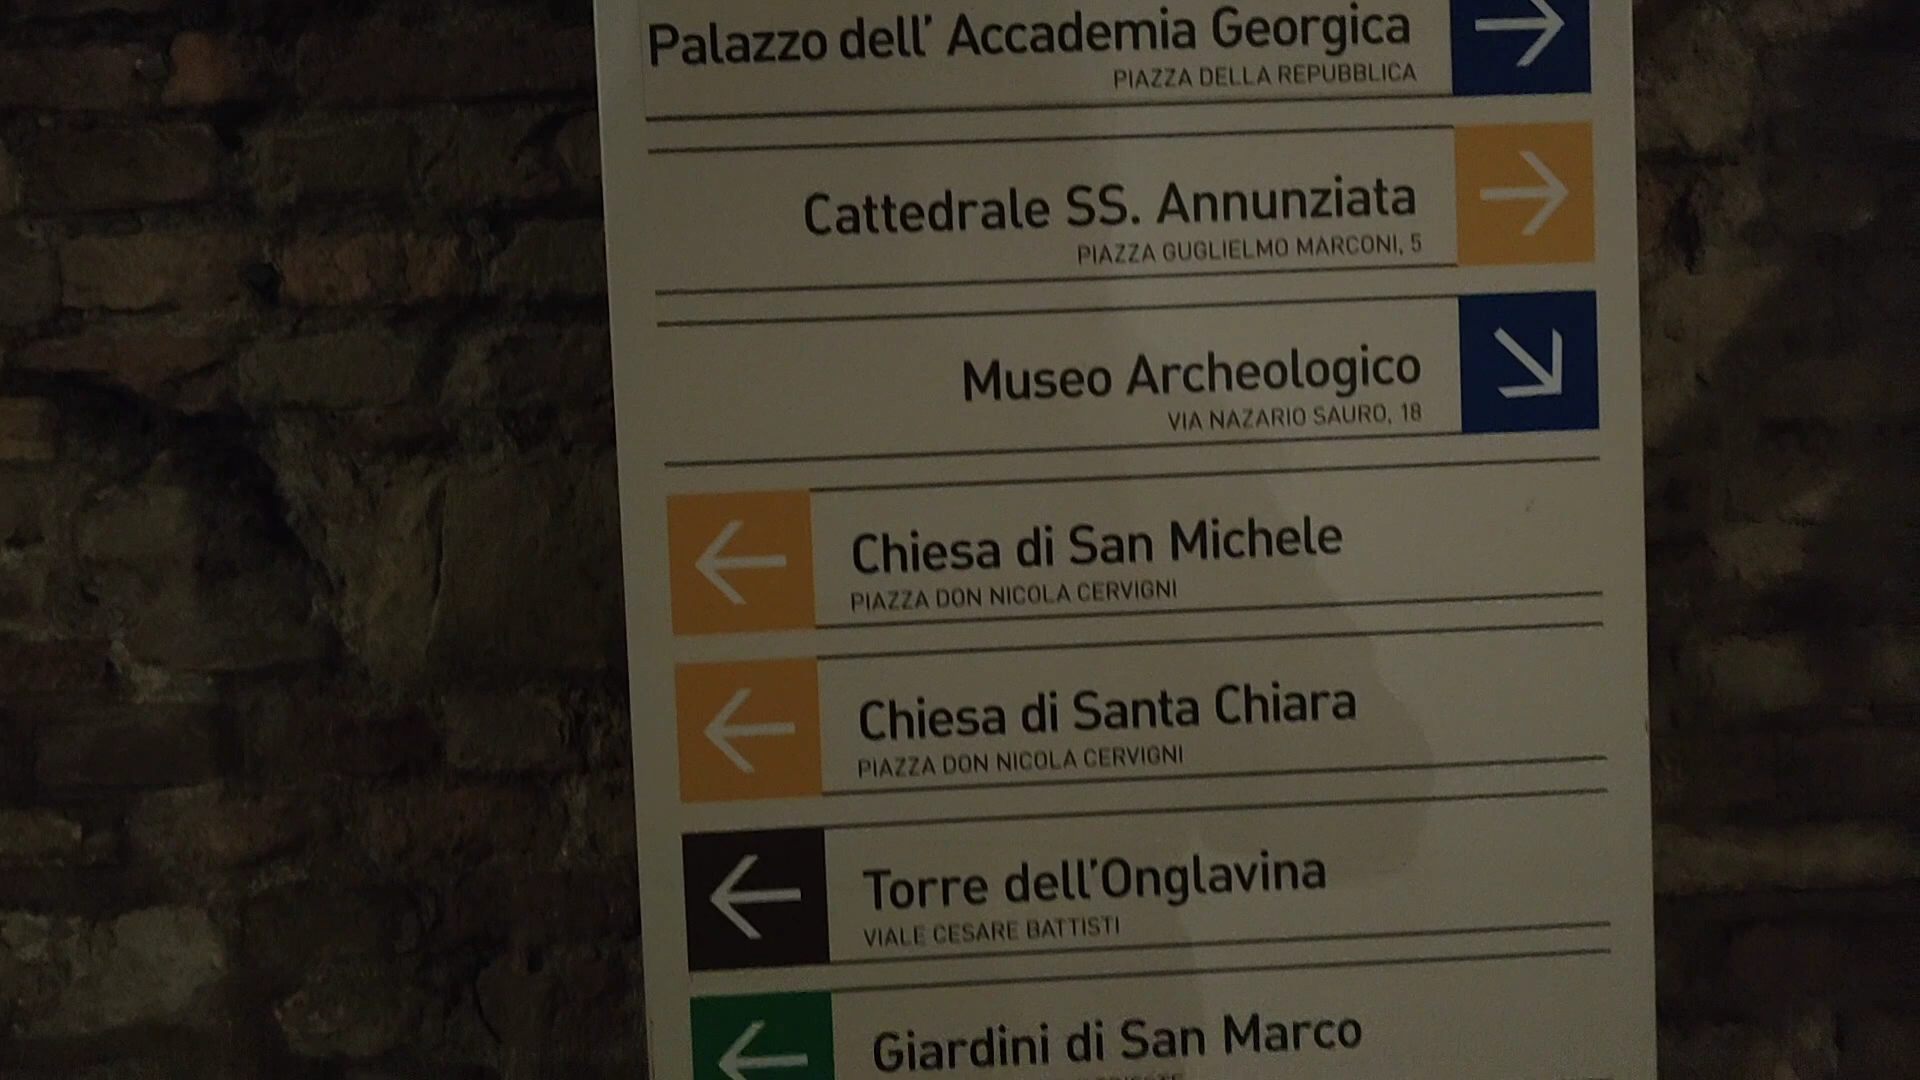 Palazzo dell' Accademia Georgica
PIAZZA DELLA REPUBBLICA
Cattedrale SS. Annunziata
PIAZZA GUGLIELMO MARCONI, 5
Museo Archeologico
VIA NAZARIO SAURO, 18
Chiesa di San Michele
PIAZZA DON NICOLA CERVIGNI
Chiesa di Santa Chiara
PIAZZA DON NICOLA CERVIGNI
Torre dell'Onglavina
VIALE CESARE BATTISTI
Giardini di San Marco